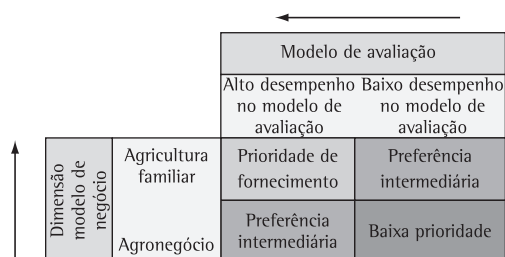 Modelo de avaliação
Alto desempenho
no modelo de
avaliação
Baixo desempenho
no modelo de
avaliação
Dimensão
modelo de
negócio
Agricultura
familiar
Prioridade de
fornecimento
Preferência
intermediária
Agronegócio
Preferência
intermediária
Baixa prioridade